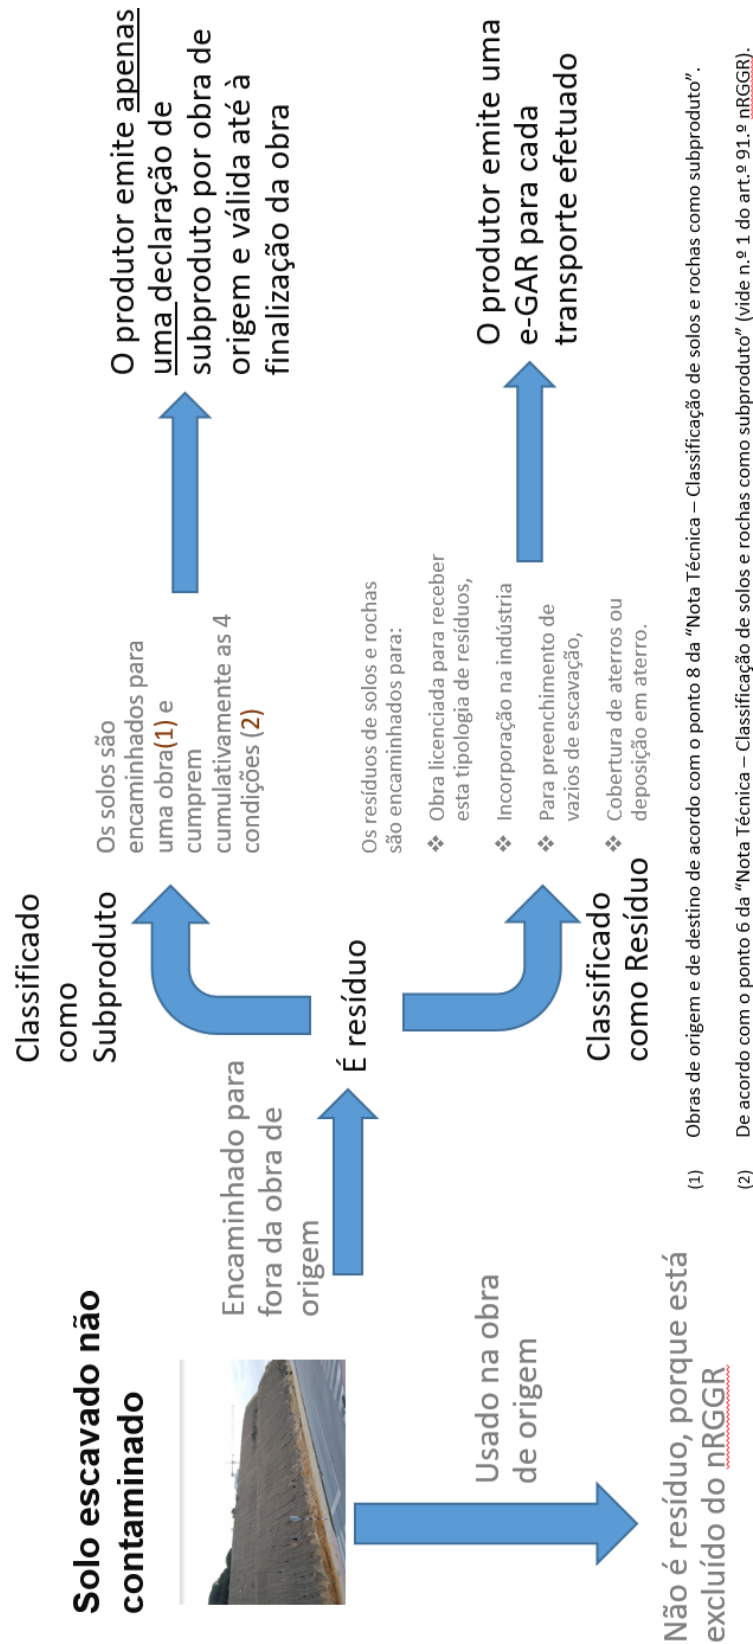 Solo escavado não
contaminado
Encaminhado para
fora da obra de
origem
Usado na obra
de origem
Não é resíduo, porque está
excluído do nRGGR
É resíduo
Classificado
como
Subproduto
Os solos são
encaminhados para
uma obra(1) e
cumprem
cumulativamente as 4
condições (2)
O produtor emite apenas
uma declaração de
subproduto por obra de
origem e válida até à
finalização da obra
Classificado
como Resíduo
Os resíduos de solos e rochas
são encaminhados para:
❖ Obra licenciada para receber
esta tipologia de resíduos,
❖ Incorporação na indústria
❖ Para preenchimento de
vazios de escavação,
❖ Cobertura de aterros ou
deposição em aterro.
O produtor emite uma
e-GAR para cada
transporte efetuado
(1) Obras de origem e de destino de acordo com o ponto 8 da “Nota Técnica – Classificação de solos e rochas como subproduto”.
(2) De acordo com o ponto 6 da “Nota Técnica – Classificação de solos e rochas como subproduto” (vide n.º 1 do art.º 91.º nRGGR).